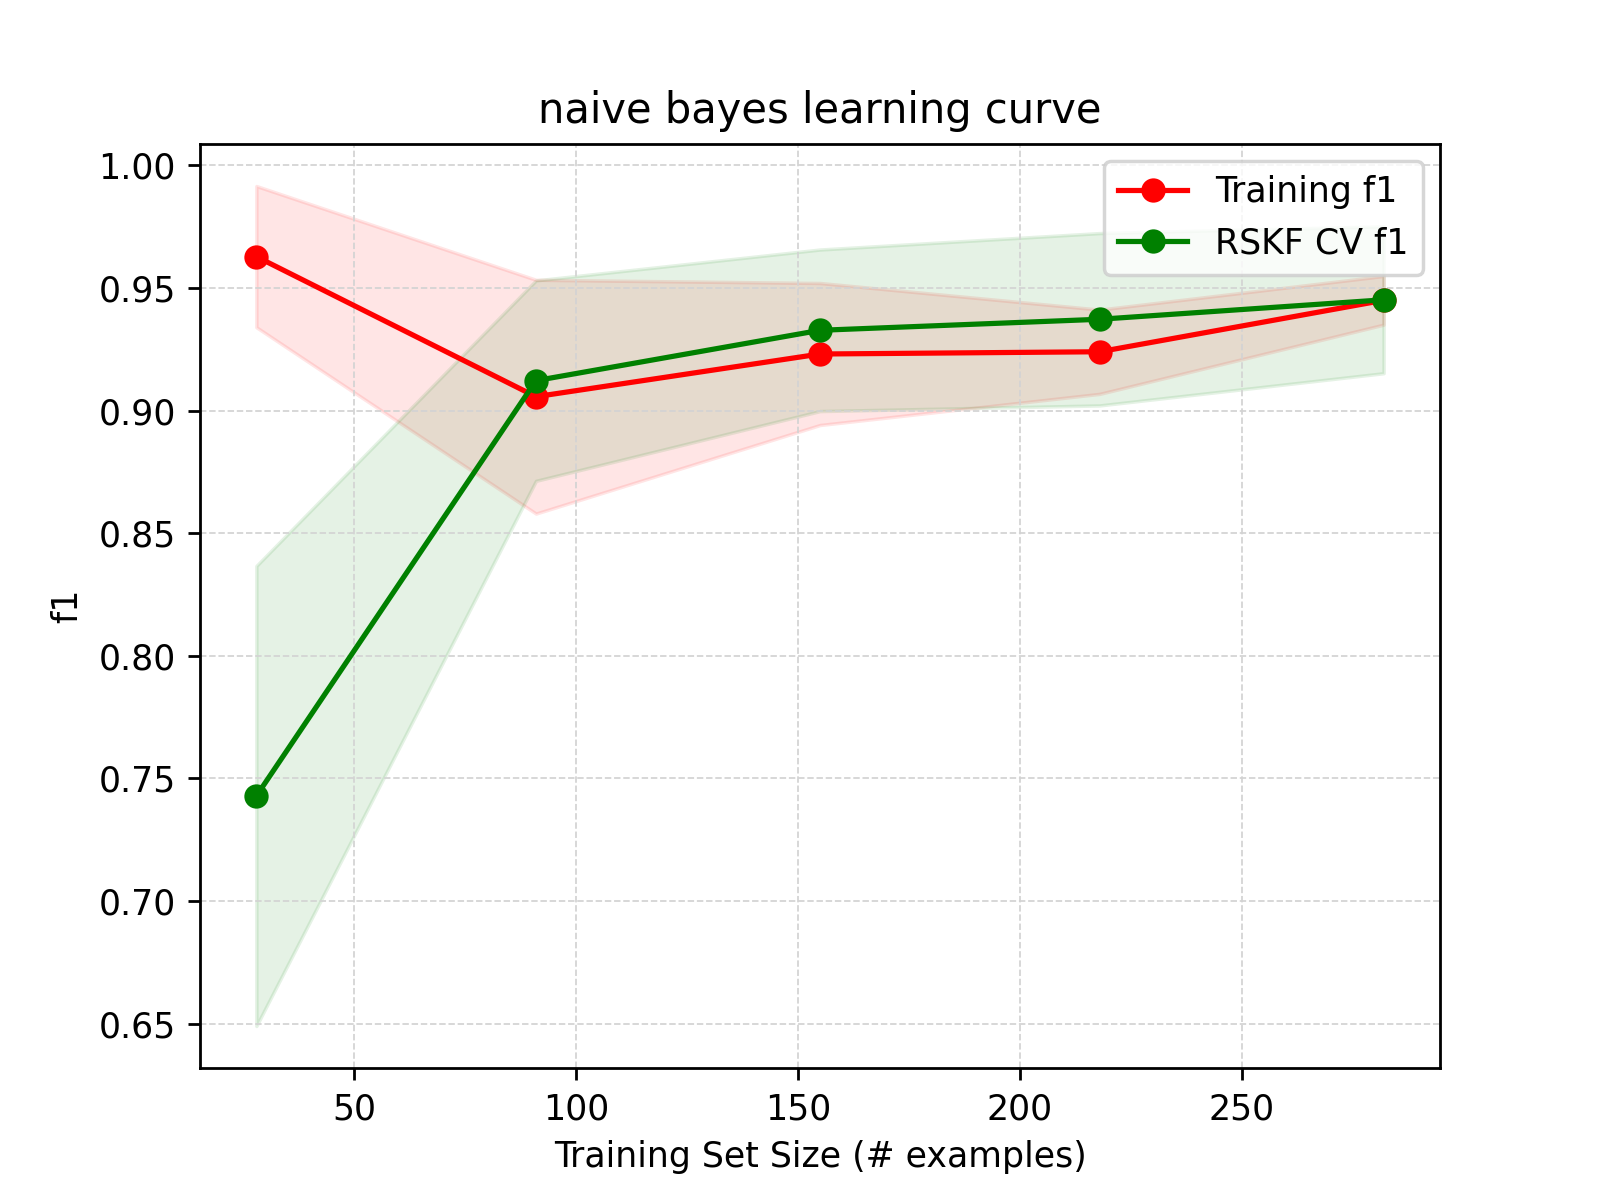 naive bayes learning curve
1.00
0.95
0.90
0.85
0.80
0.75
0.70
0.65
f1
Training f1
RSKF CV f1
50 100 150 200 250
Training Set Size (# examples)